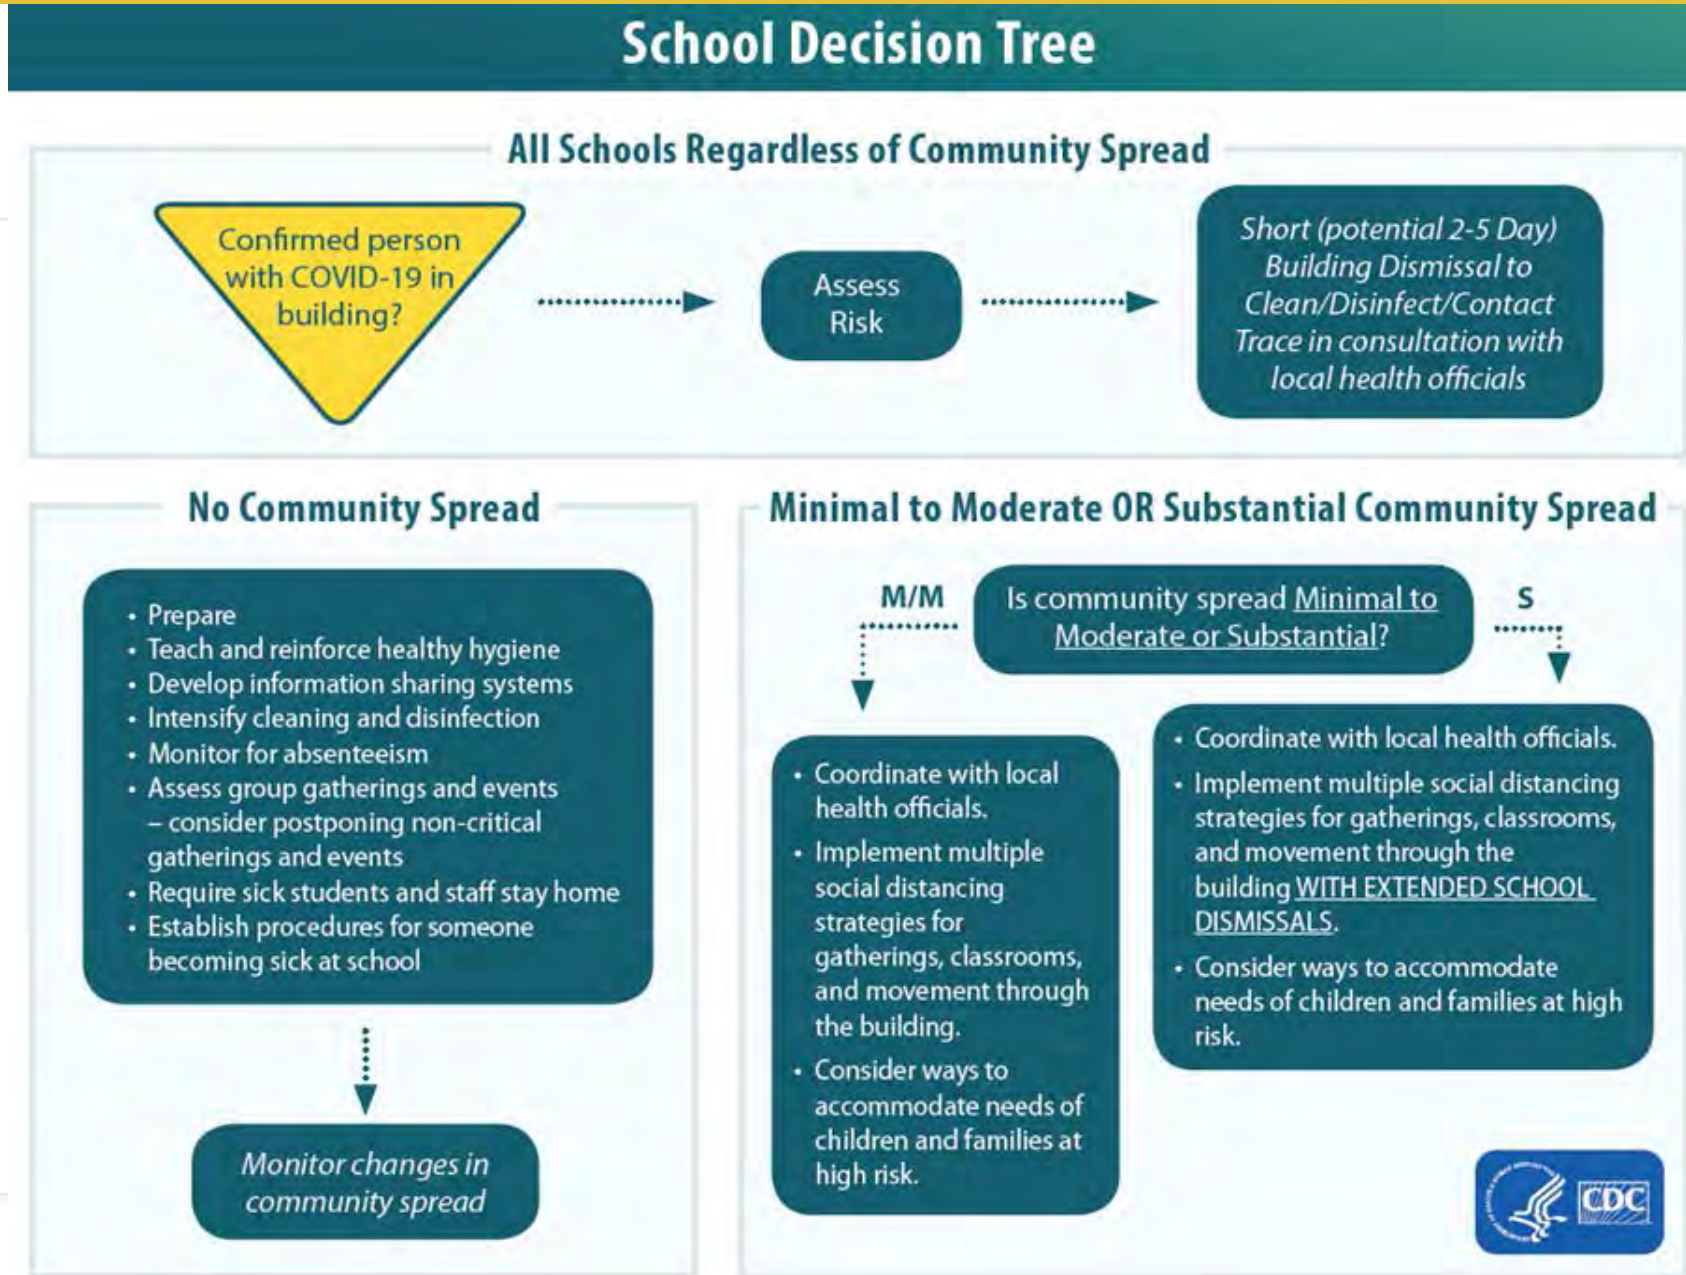 School Decision Tree
All Schools Regardless of Community Spread
Confirmed person
with COVID-19 in
building?
Assess
Risk
Short (potential 2-5 Day)
Building Dismissal to
Clean/Disinfect/Contact
Trace in consultation with
local health officials
No Community Spread
• Prepare
• Teach and reinforce healthy hygiene
• Develop information sharing systems
• Intensify cleaning and disinfection
• Monitor for absenteeism
• Assess group gatherings and events
– consider postponing non-critical
gatherings and events
• Require sick students and staff stay home
• Establish procedures for someone
becoming sick at school
Monitor changes in
community spread
Minimal to Moderate OR Substantial Community Spread
M/M
Is community spread Minimal to
Moderate or Substantial?
S
• Coordinate with local
health officials.
• Implement multiple
social distancing
strategies for
gatherings, classrooms,
and movement through
the building.
• Consider ways to
accommodate needs of
children and families at
high risk.
• Coordinate with local health officials.
• Implement multiple social distancing
strategies for gatherings, classrooms,
and movement through the
building WITH EXTENDED SCHOOL
DISMISSALS.
• Consider ways to accommodate
needs of children and families at high
risk.
CDC